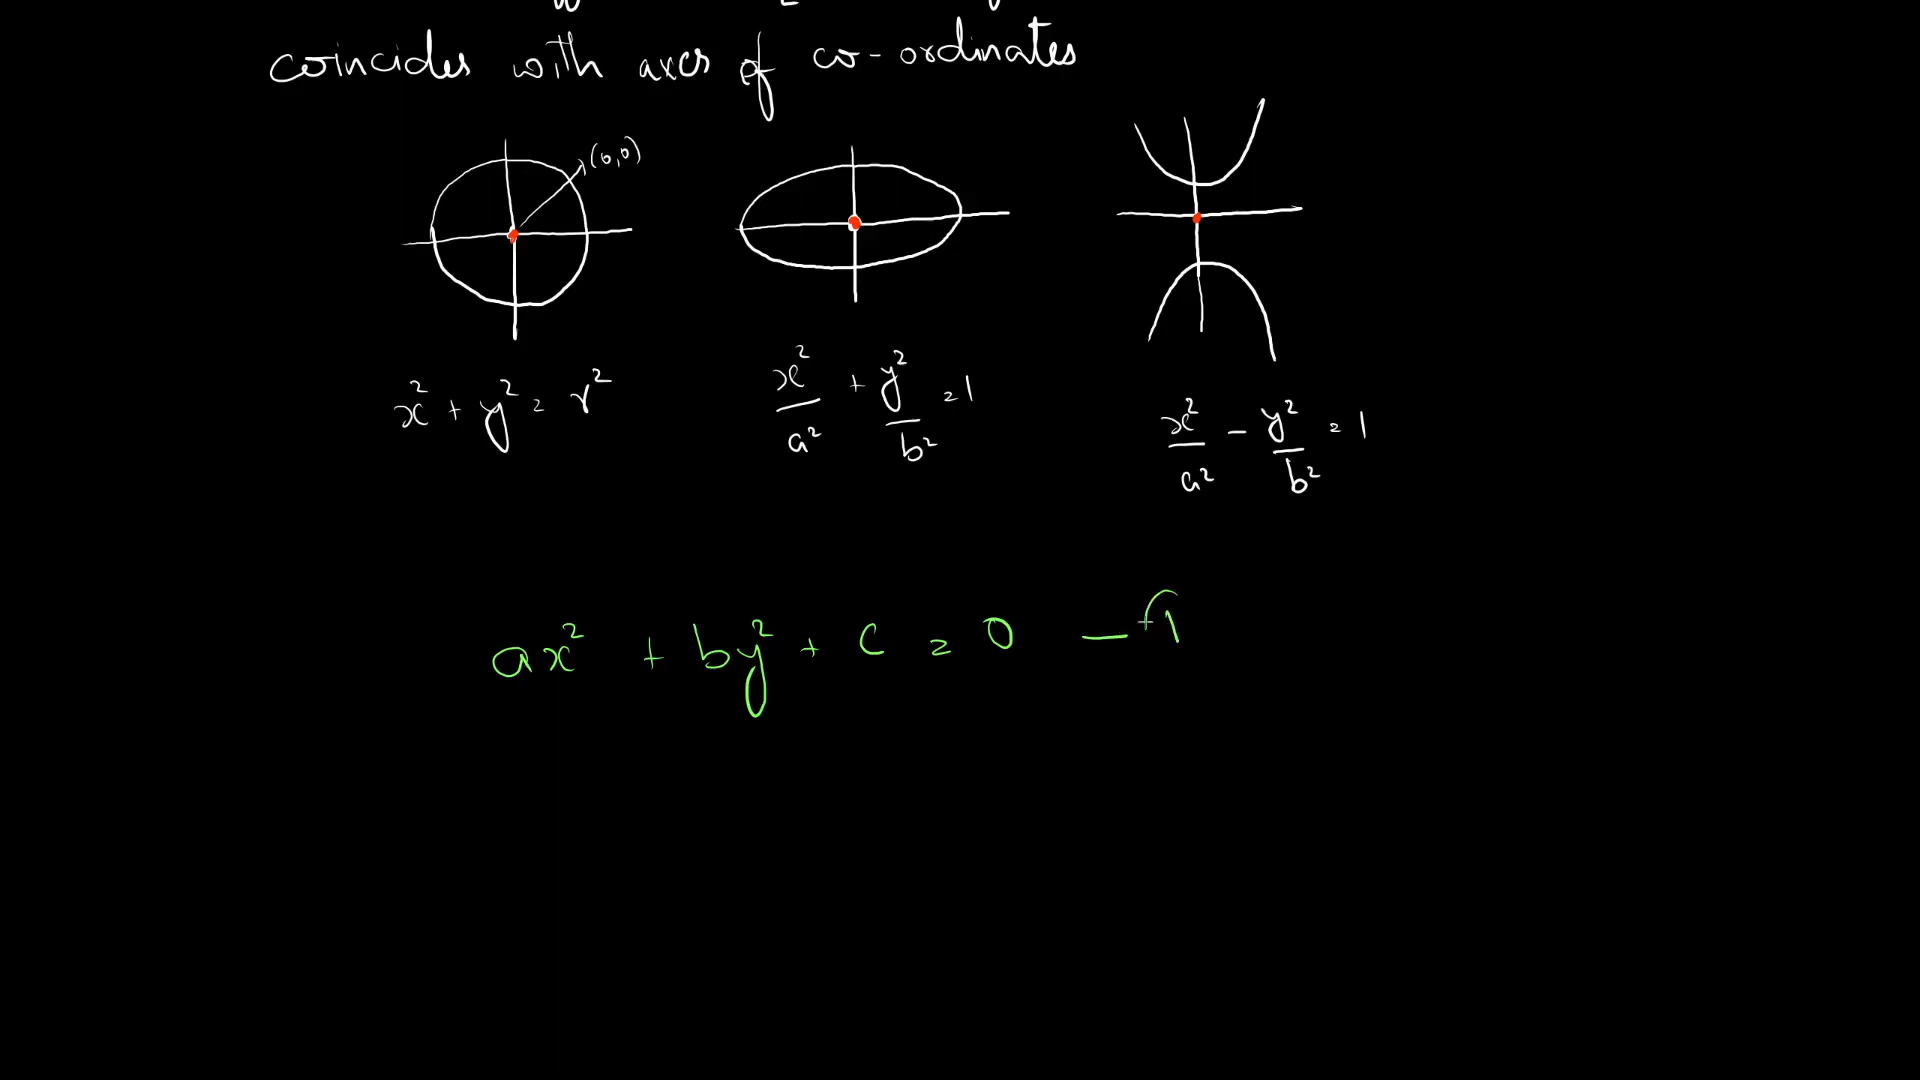 coincides with axes of co-ordinates
(0,0)
x² + y² = r²
x²/a² + y²/b² = 1
x²/a² - y²/b² = 1
ax² + by² + c = 0 —